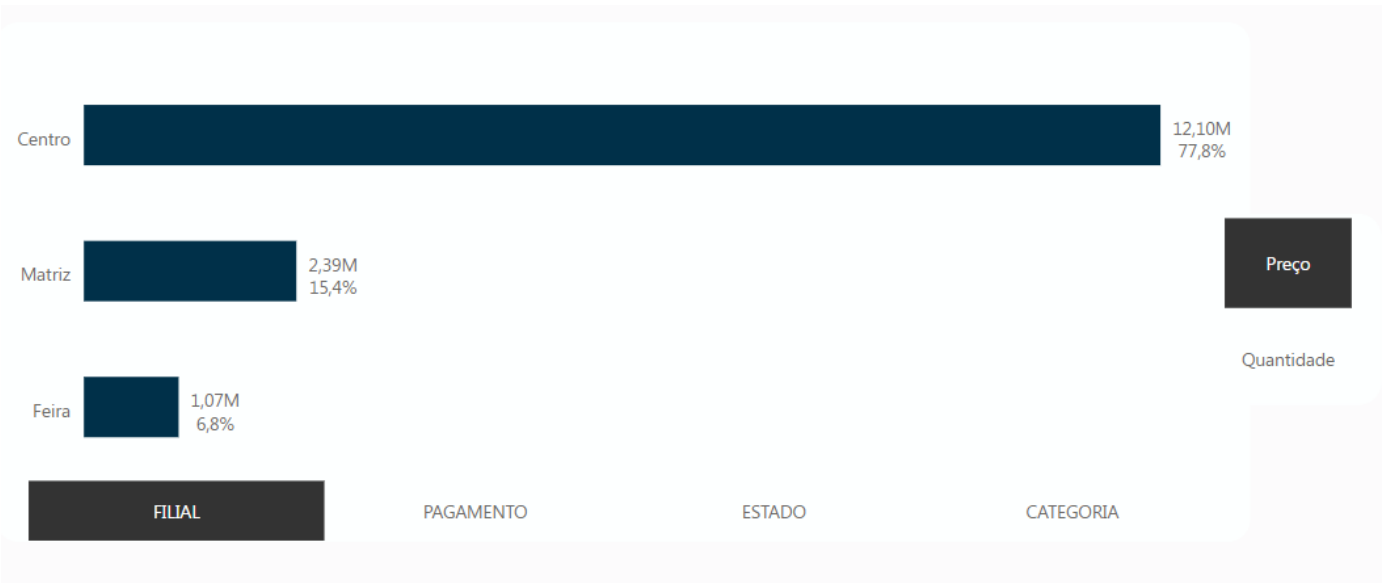 Centro
12,10M
77,8%
Preço
Matriz
2,39M
15,4%
Quantidade
Feira
1,07M
6,8%
FILIAL PAGAMENTO ESTADO CATEGORIA